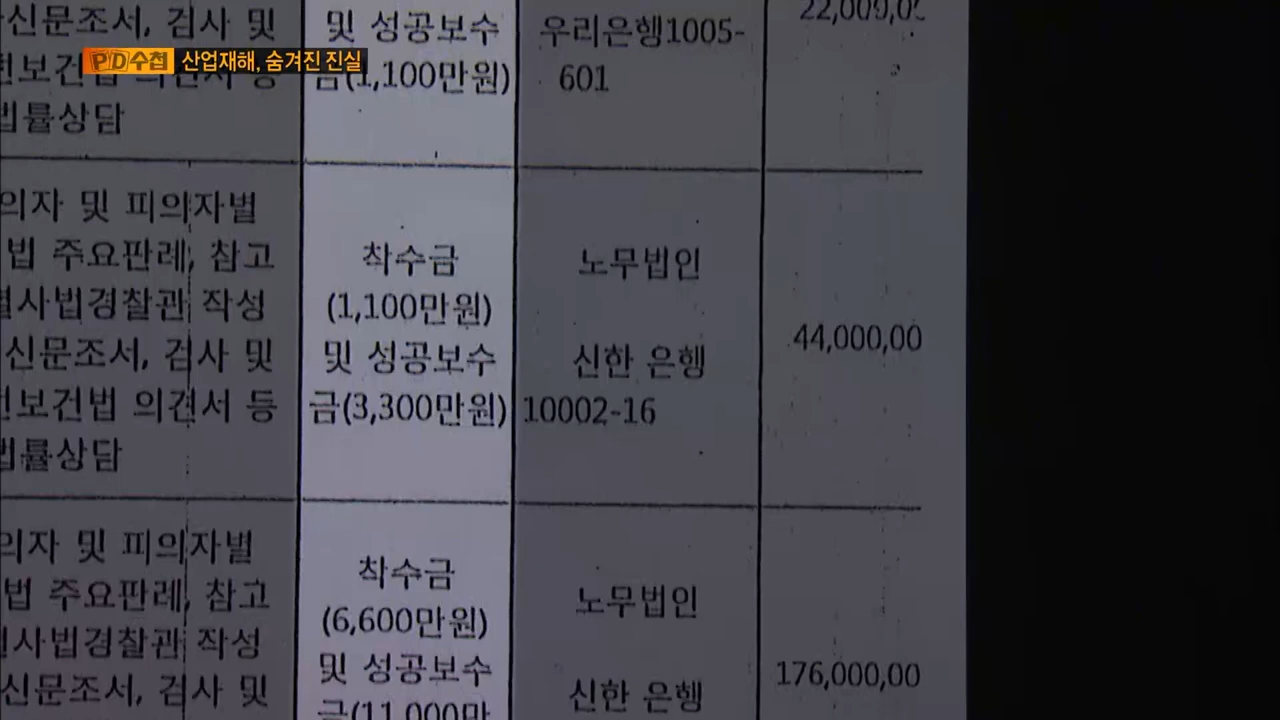 PD수첩 산업재해, 숨겨진 진실
신문조서, 검사 및
법률상담
및 성공보수
금(1,100만원)
우리은행1005-
601
22,000,0
의자 및 피의자별
법 주요판례, 참고
사법경찰관 작성
신문조서, 검사 및
보건법 의견서 등
법률상담
착수금
(1,100만원)
및 성공보수
금(3,300만원)
노무법인
신한 은행
10002-16
44,000,00
의자 및 피의자별
법 주요판례, 참고
사법경찰관 작성
신문조서, 검사 및
착수금
(6,600만원)
및 성공보수
금(11,000만
노무법인
신한 은행
176,000,00